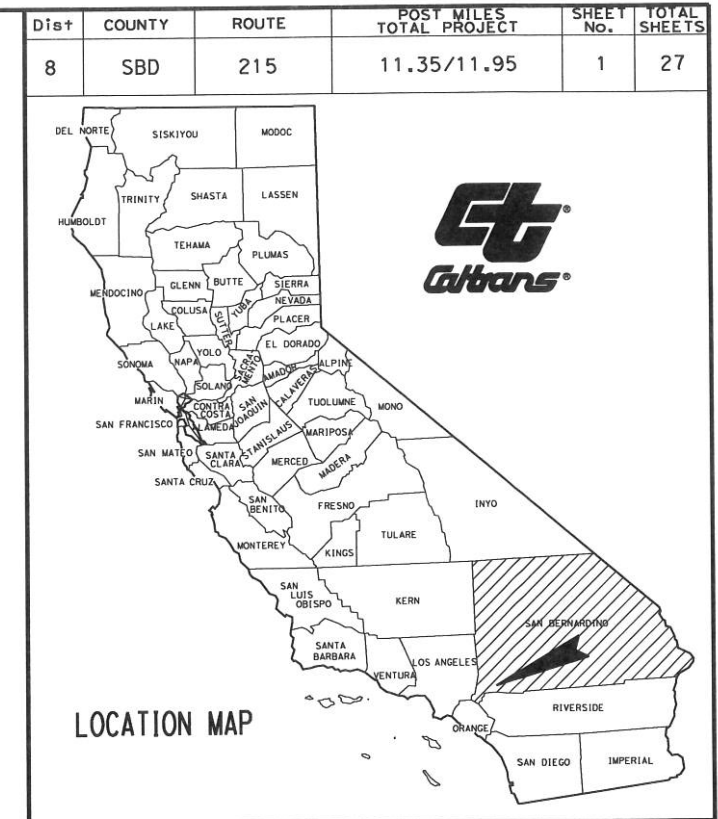 Dist COUNTY ROUTE POST MILES TOTAL PROJECT SHEET No. TOTAL SHEETS
8 SBD 215 11.35/11.95 1 27
DEL NORTE
SISKIYOU
MODOC
TRINITY
SHASTA
LASSEN
HUMBOLDT
TEHAMA
PLUMAS
Ct®
Caltrans®
MENDOCINO
GLENN
BUTTE
SIERRA
NEVADA
YUBA
COLUSA
SUTTER
PLACER
LAKE
EL DORADO
SONOMA
NAPA
YOLO
SACRA-
MENTO
AMADOR
ALPINE
SOLANO
CALAVERAS
MARIN
CONTRA
COSTA
SAN
JOAQUIN
TUOLUMNE
MONO
SAN FRANCISCO
ALAMEDA
STANISLAUS
MARIPOSA
SAN MATEO
SANTA
CLARA
MERCED
MADERA
SANTA CRUZ
SAN
BENITO
FRESNO
INYO
MONTEREY
KINGS
TULARE
SAN
LUIS
OBISPO
KERN
SAN BERNARDINO
SANTA
BARBARA
VENTURA
LOS ANGELES
ORANGE
RIVERSIDE
LOCATION MAP
SAN DIEGO
IMPERIAL